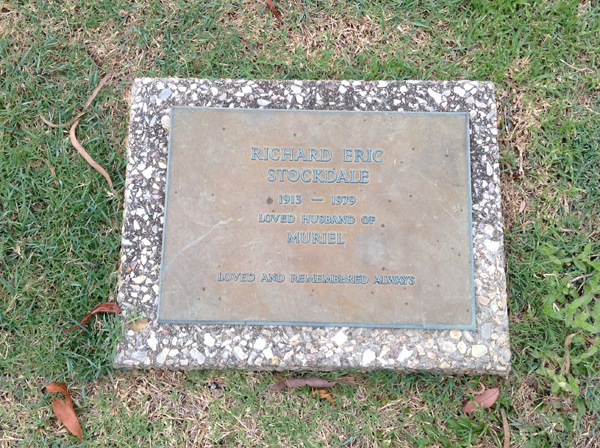 RICHARD ERIC
STOCKDALE
1913 — 1979
LOVED HUSBAND OF
MURIEL
LOVED AND REMEMBERED ALWAYS